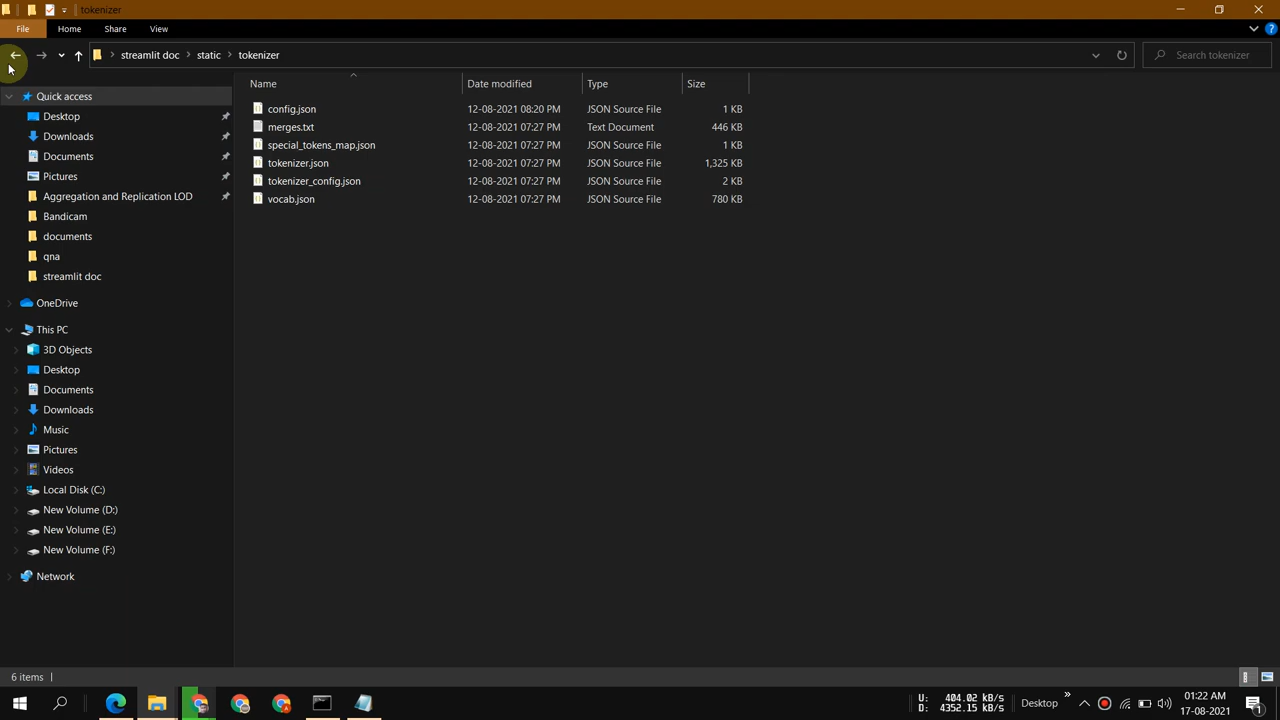 tokenizer
File Home Share View
streamlit doc static tokenizer Search tokenizer
Name Date modified Type Size
config.json 12-08-2021 08:20 PM JSON Source File 1 KB
merges.txt 12-08-2021 07:27 PM Text Document 446 KB
special_tokens_map.json 12-08-2021 07:27 PM JSON Source File 1 KB
tokenizer.json 12-08-2021 07:27 PM JSON Source File 1,325 KB
tokenizer_config.json 12-08-2021 07:27 PM JSON Source File 2 KB
vocab.json 12-08-2021 07:27 PM JSON Source File 780 KB
Quick access
Desktop
Downloads
Documents
Pictures
Aggregation and Replication LOD
Bandicam
documents
qna
streamlit doc
OneDrive
This PC
3D Objects
Desktop
Documents
Downloads
Music
Pictures
Videos
Local Disk (C:)
New Volume (D:)
New Volume (E:)
New Volume (F:)
Network
6 items
U: 404.02 kB/s
D: 4352.15 kB/s
Desktop
01:22 AM
17-08-2021
1